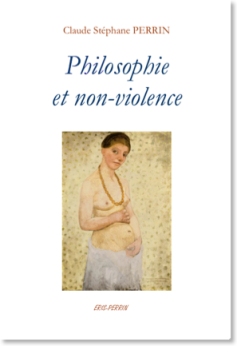 Claude Stéphane PERRIN
Philosophie
et non-violence
ERIS-PERRIN